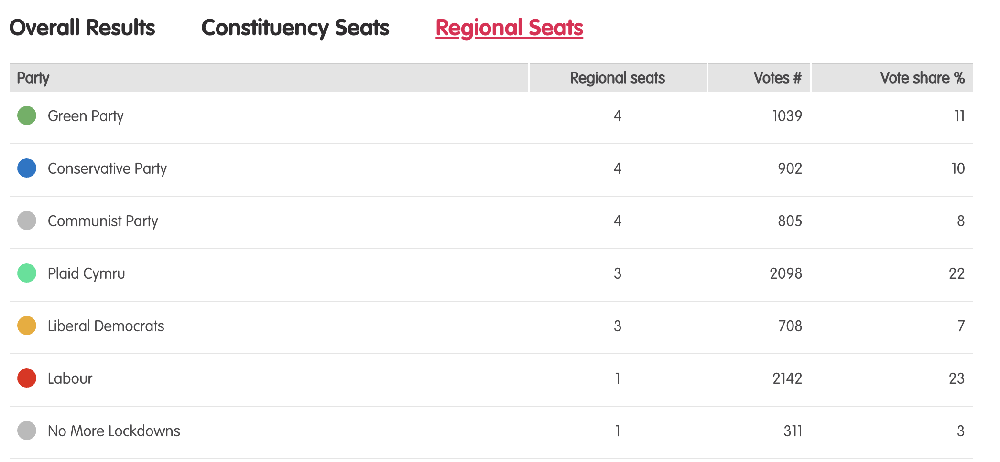 Overall Results Constituency Seats Regional Seats
Party Regional seats Votes # Vote share %
Green Party 4 1039 11
Conservative Party 4 902 10
Communist Party 4 805 8
Plaid Cymru 3 2098 22
Liberal Democrats 3 708 7
Labour 1 2142 23
No More Lockdowns 1 311 3